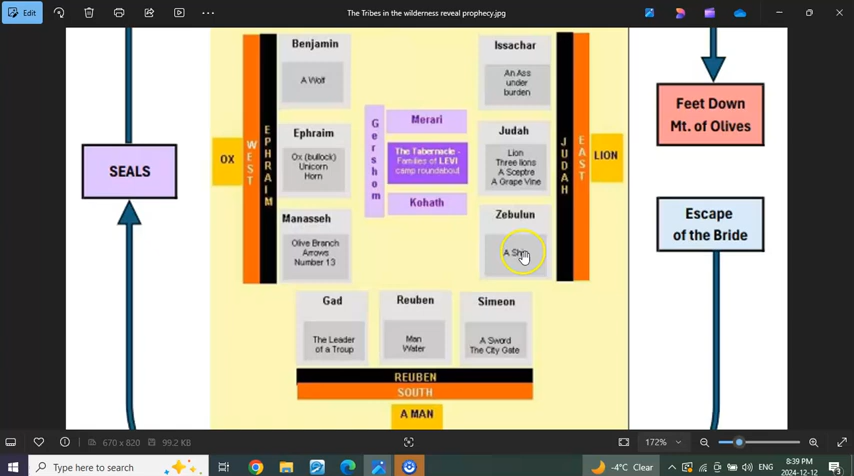 Edit
The Tribes in the wilderness reveal prophecy.jpg
Benjamin
A Wolf
Issachar
An Ass
under
burden
Feet Down
Mt. of Olives
Ephraim
Ox (bullock)
Unicorn
Horn
Gershom
Merari
The Tabernacle -
Families of LEVI
camp roundabout
Kohath
Judah
Lion
Three lions
A Sceptre
A Grape Vine
SEALS
OX
WEST
EPHRAIM
JUDAH
EAST
LION
Manasseh
Olive Branch
Arrows
Number 13
Zebulun
A Ship
Escape
of the Bride
Gad
The Leader
of a Troup
Reuben
Man
Water
Simeon
A Sword
The City Gate
REUBEN
SOUTH
A MAN
670 x 820
99.2 KB
172%
Type here to search
-4°C Clear
ENG
8:39 PM
2024-12-12
3